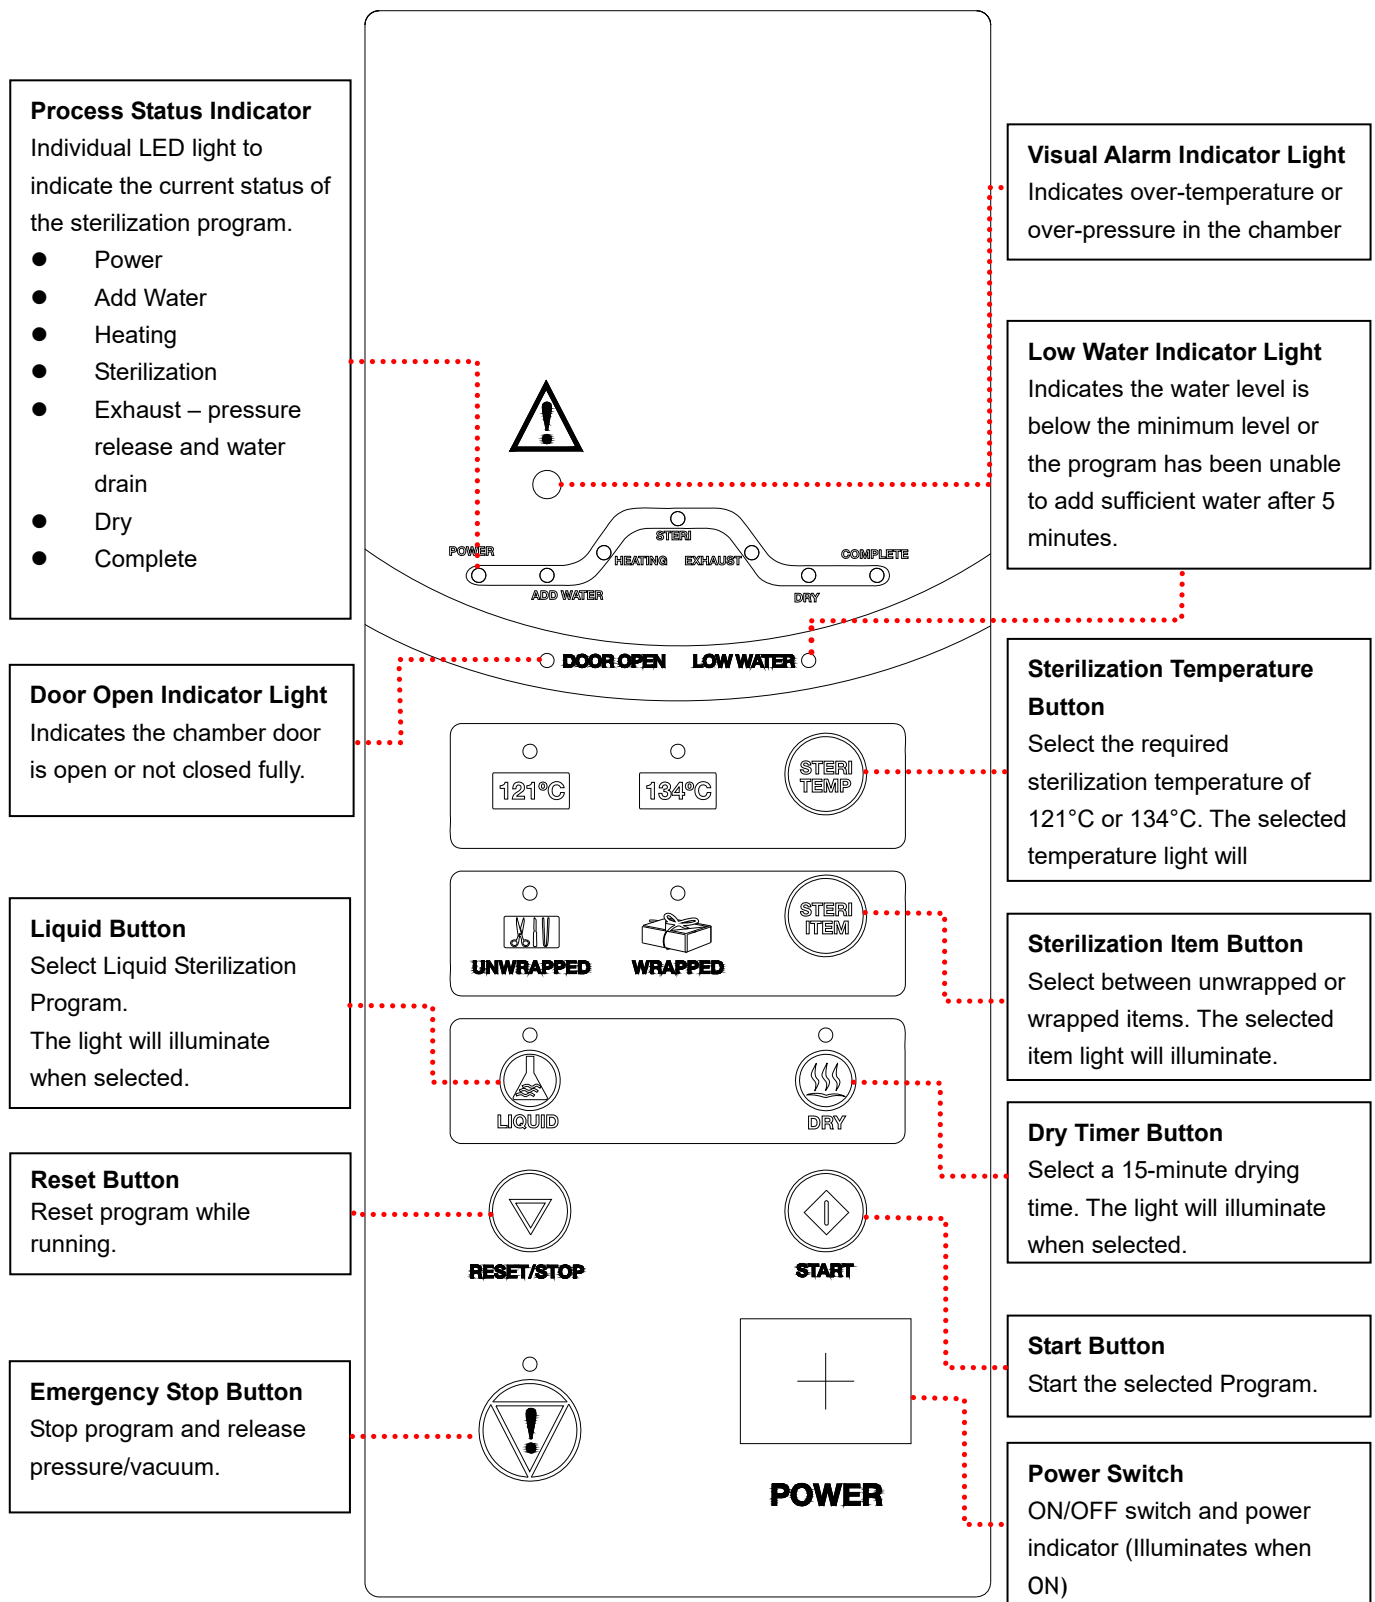 Process Status Indicator
Individual LED light to
indicate the current status of
the sterilization program.
● Power
● Add Water
● Heating
● Sterilization
● Exhaust – pressure
release and water
drain
● Dry
● Complete
Door Open Indicator Light
Indicates the chamber door
is open or not closed fully.
Liquid Button
Select Liquid Sterilization
Program.
The light will illuminate
when selected.
Reset Button
Reset program while
running.
Emergency Stop Button
Stop program and release
pressure/vacuum.
!
POWER
ADD WATER
HEATING
STERI
EXHAUST
DRY
COMPLETE
DOOR OPEN
LOW WATER
121°C
134°C
STERI
TEMP
UNWRAPPED
WRAPPED
STERI
ITEM
LIQUID
DRY
RESET/STOP
START
!
POWER
Visual Alarm Indicator Light
Indicates over-temperature or
over-pressure in the chamber
Low Water Indicator Light
Indicates the water level is
below the minimum level or
the program has been unable
to add sufficient water after 5
minutes.
Sterilization Temperature
Button
Select the required
sterilization temperature of
121°C or 134°C. The selected
temperature light will
Sterilization Item Button
Select between unwrapped or
wrapped items. The selected
item light will illuminate.
Dry Timer Button
Select a 15-minute drying
time. The light will illuminate
when selected.
Start Button
Start the selected Program.
Power Switch
ON/OFF switch and power
indicator (Illuminates when
ON)